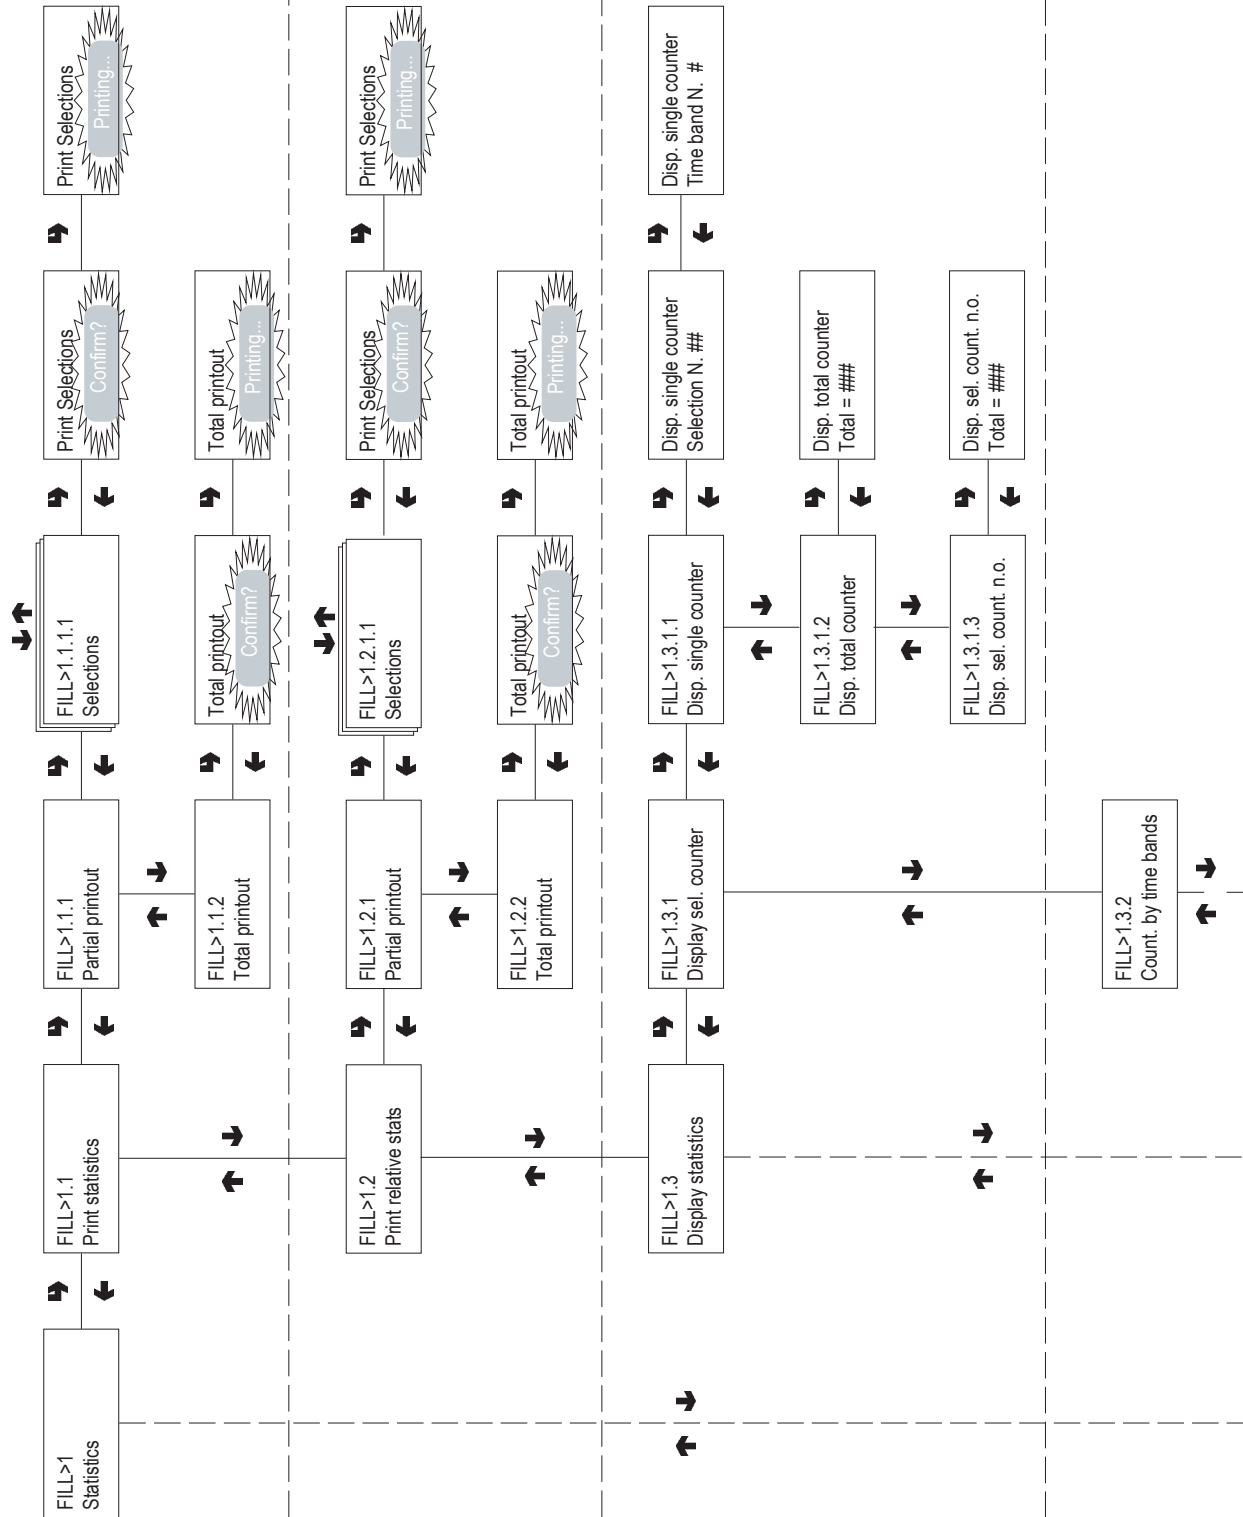 FILL>1
Statistics
FILL>1.1
Print statistics
FILL>1.1.1
Partial printout
FILL>1.1.1.1
Selections
Print Selections
Confirm?
Print Selections
Printing...
FILL>1.1.2
Total printout
Total printout
Confirm?
Total printout
Printing...
FILL>1.2
Print relative stats
FILL>1.2.1
Partial printout
FILL>1.2.1.1
Selections
Print Selections
Confirm?
Print Selections
Printing...
FILL>1.2.2
Total printout
Total printout
Confirm?
Total printout
Printing...
FILL>1.3
Display statistics
FILL>1.3.1
Display sel. counter
FILL>1.3.1.1
Disp. single counter
Disp. single counter
Selection N. ##
Disp. single counter
Time band N. #
FILL>1.3.1.2
Disp. total counter
Disp. total counter
Total = ####
FILL>1.3.1.3
Disp. sel. count. n.o.
Disp. sel. count. n.o.
Total = ####
FILL>1.3.2
Count. by time bands